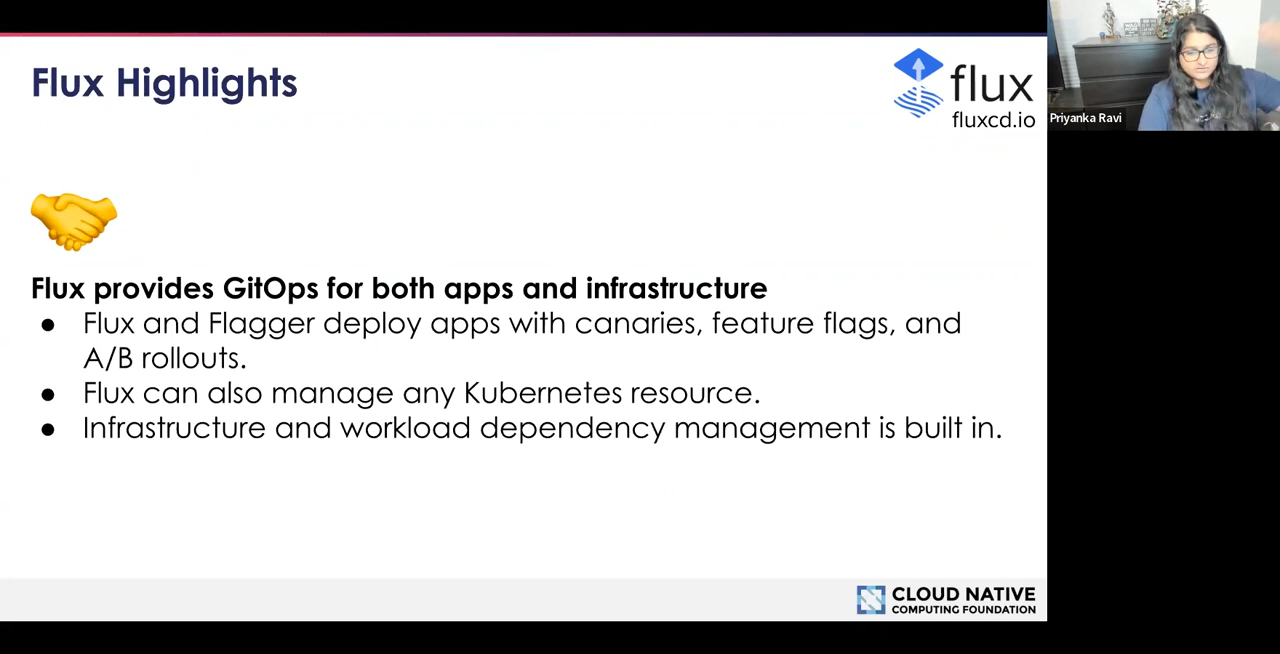 Flux Highlights
flux
fluxcd.io
Priyanka Ravi
Flux provides GitOps for both apps and infrastructure
● Flux and Flagger deploy apps with canaries, feature flags, and
A/B rollouts.
● Flux can also manage any Kubernetes resource.
● Infrastructure and workload dependency management is built in.
CLOUD NATIVE
COMPUTING FOUNDATION